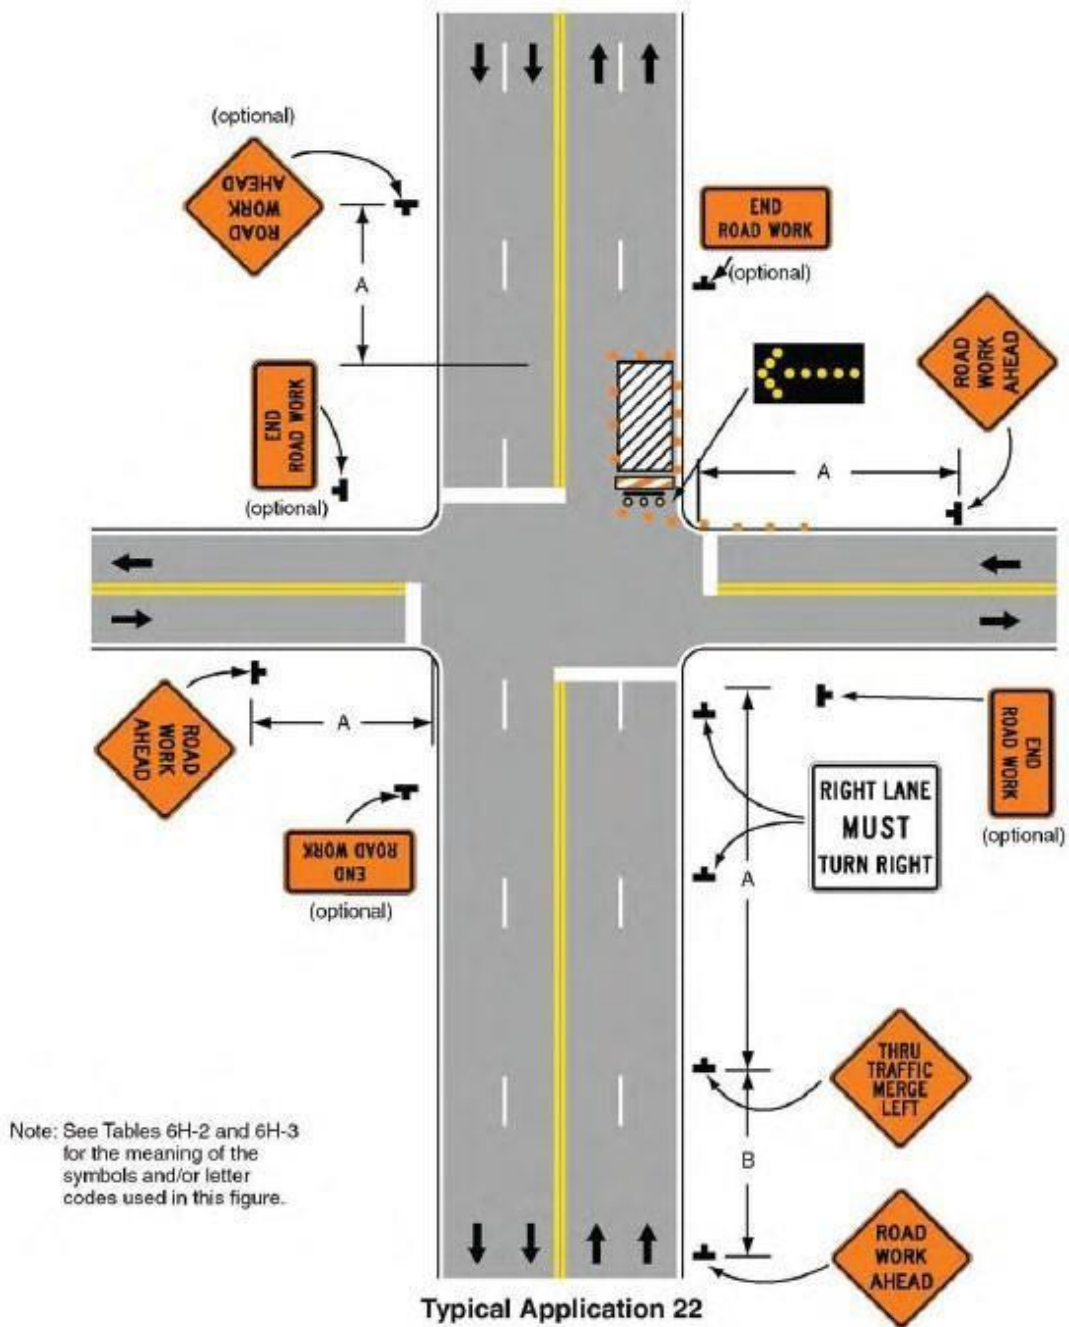 (optional)
ROAD
WORK
AHEAD
A
END
ROAD WORK
(optional)
ROAD
WORK
AHEAD
END
ROAD WORK
(optional)
A
ROAD
WORK
AHEAD
A
END
ROAD WORK
(optional)
END
ROAD WORK
(optional)
RIGHT LANE
MUST
TURN RIGHT
A
THRU
TRAFFIC
MERGE
LEFT
B
Note: See Tables 6H-2 and 6H-3
for the meaning of the
symbols and/or letter
codes used in this figure.
ROAD
WORK
AHEAD
Typical Application 22